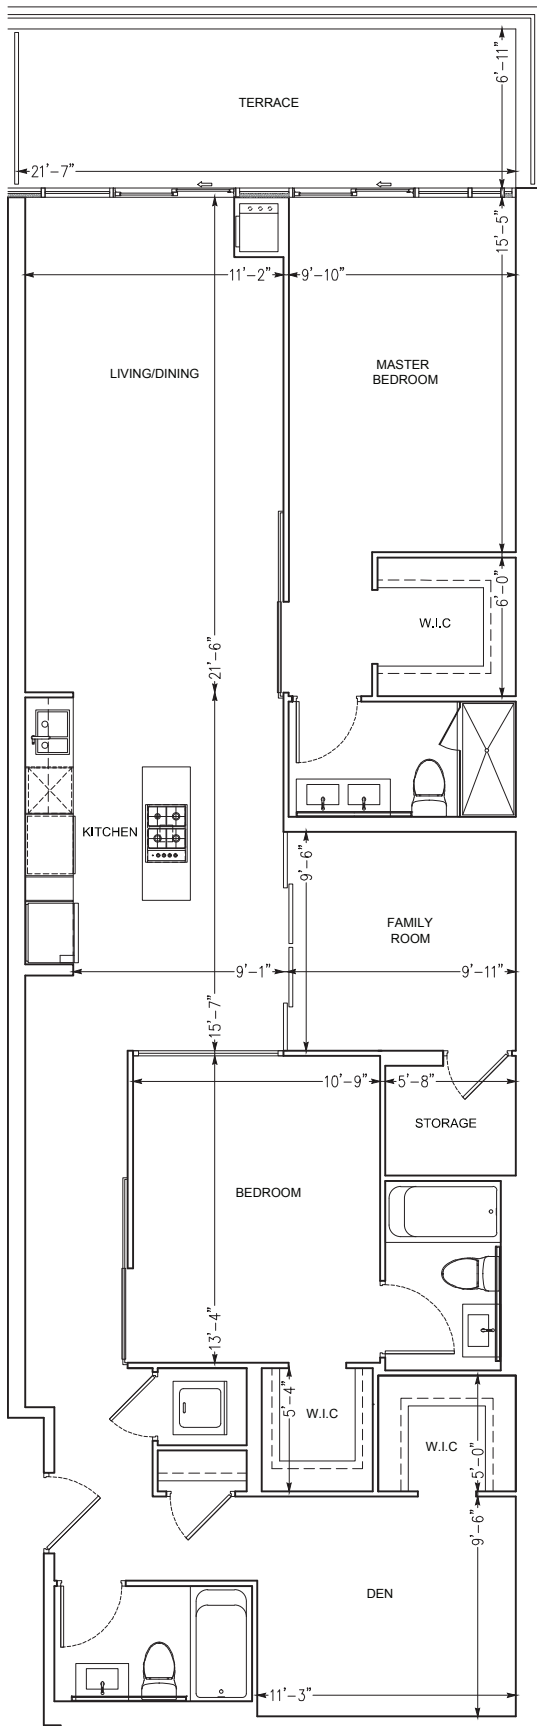 6'-11"
TERRACE
21'-7"
15'-5"
11'-2"
9'-10"
LIVING/DINING
MASTER
BEDROOM
6'-0"
W.I.C
21'-6"
KITCHEN
9'-6"
FAMILY
ROOM
9'-1"
9'-11"
15'-7"
10'-9"
5'-8"
STORAGE
BEDROOM
13'-4"
5'-4"
W.I.C
W.I.C
5'-0"
9'-6"
DEN
11'-3"